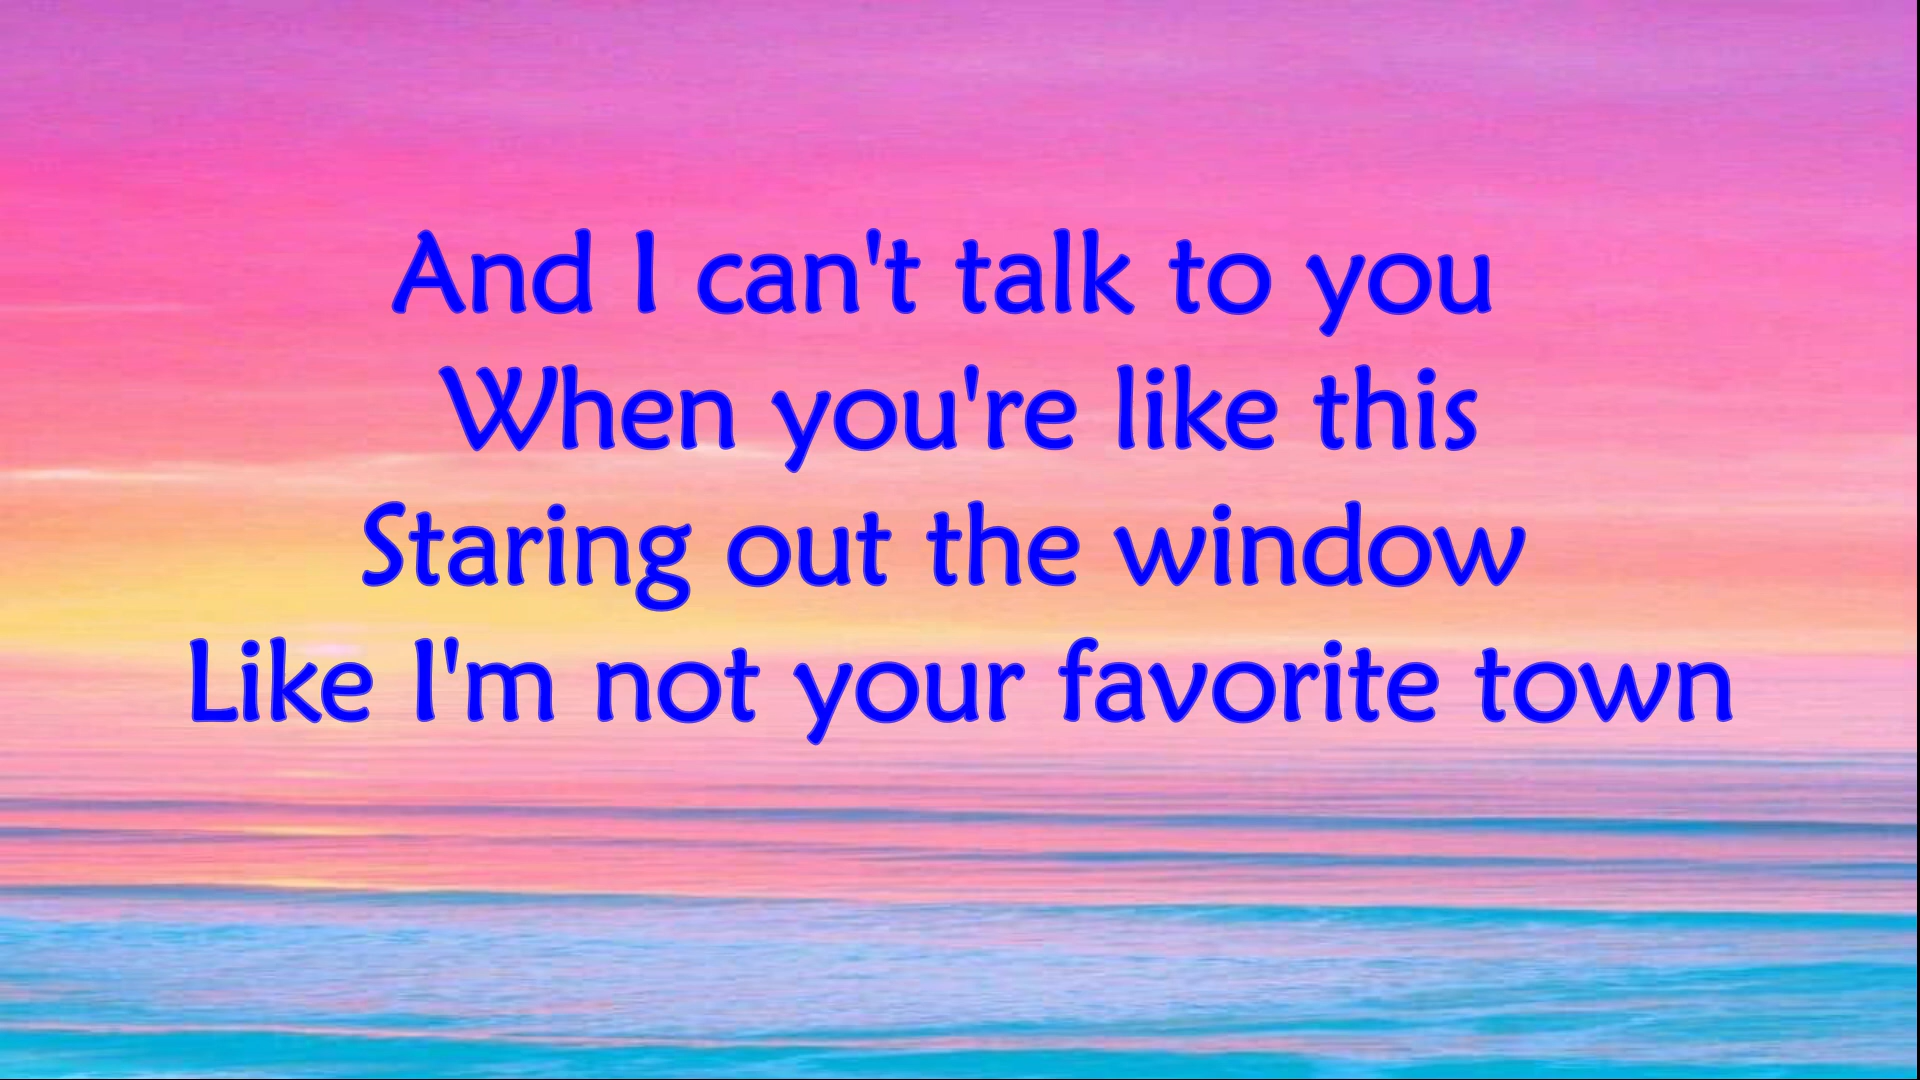 And I can't talk to you
When you're like this
Staring out the window
Like I'm not your favorite town